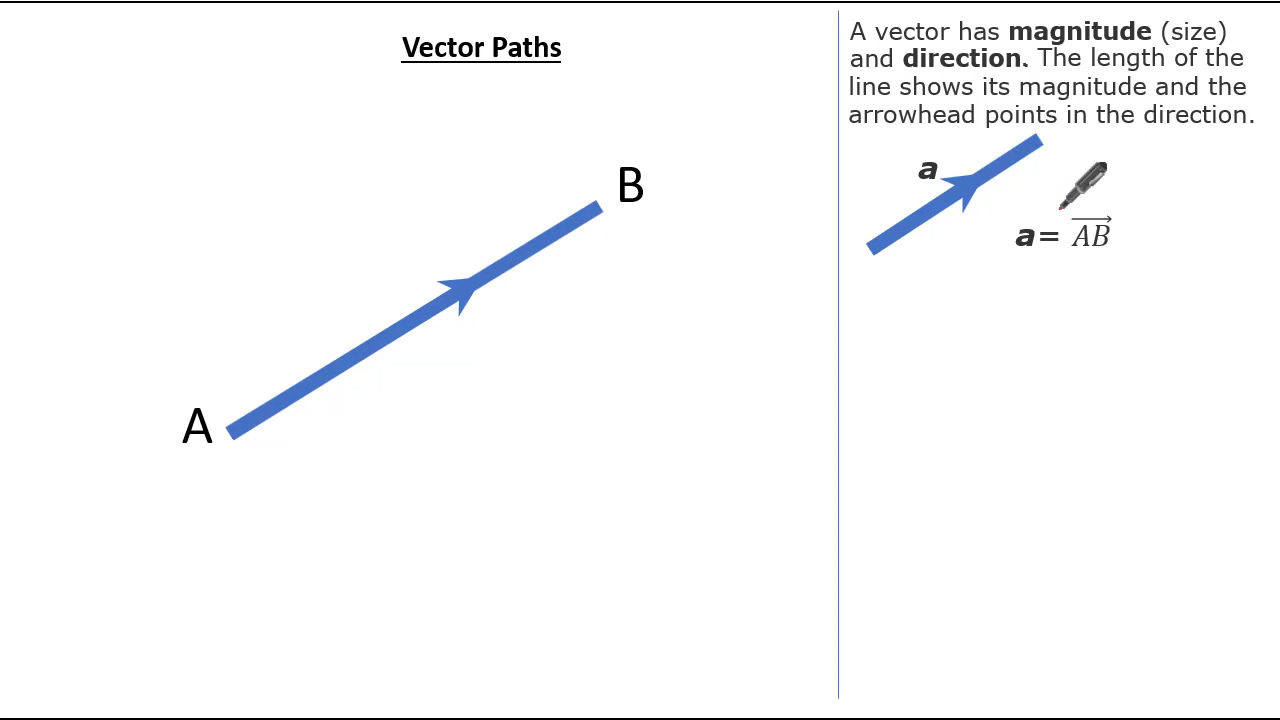 Vector Paths
B
A
A vector has magnitude (size)
and direction. The length of the
line shows its magnitude and the
arrowhead points in the direction.
a
a = \overrightarrow{AB}